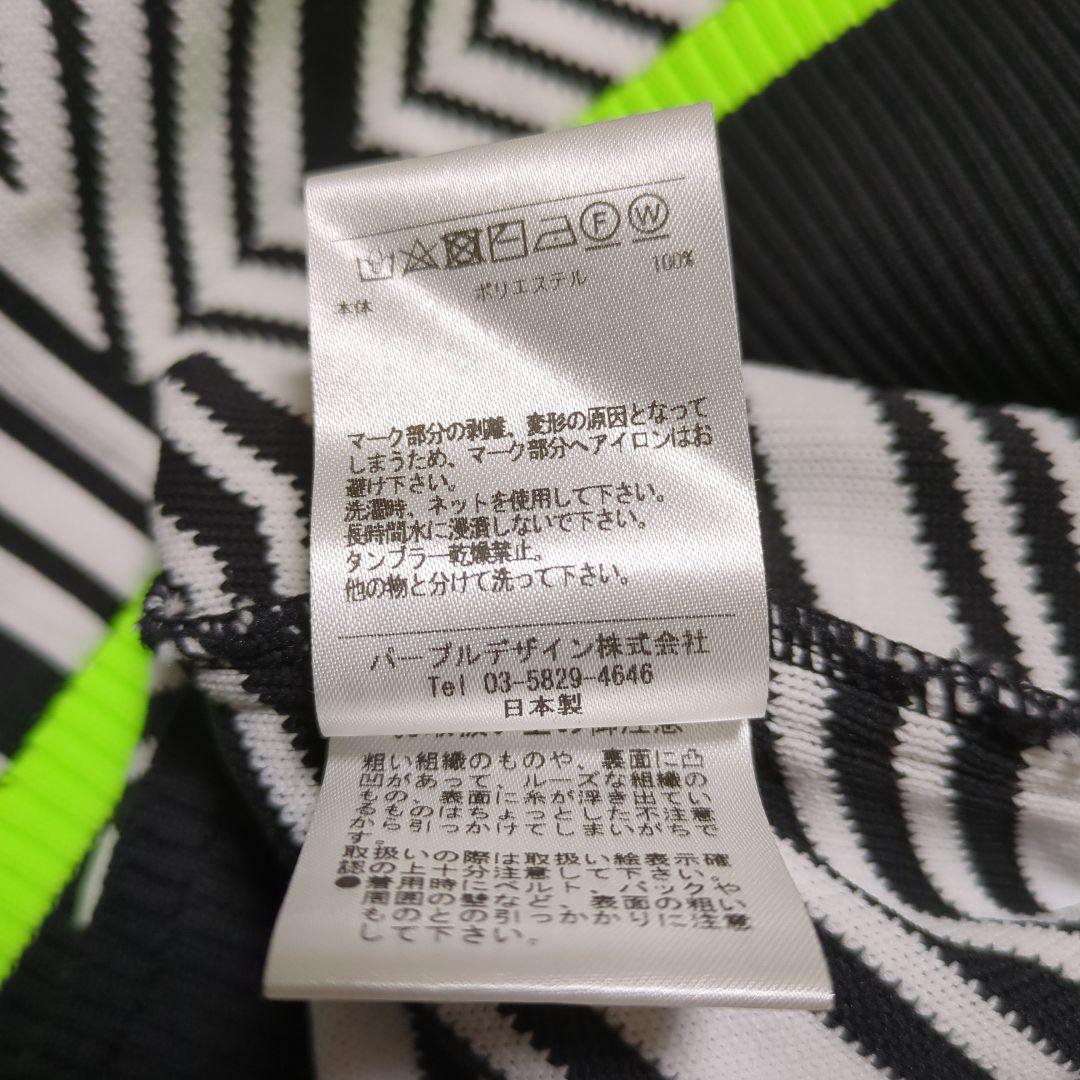 F W
本体 ポリエステル 100%
マーク部分の剥離、変形の原因となって
しまうため、マーク部分へアイロンはお
避け下さい。
洗濯時、ネットを使用して下さい。
長時間水に浸漬しないで下さい。
タンブラー乾燥禁止。
他の物と分けて洗って下さい。
パープルデザイン株式会社
Tel 03-5829-4646
日本製
粗い組織のものや、裏面に凸
凹があって、ルーズな組織の
もの、表面に糸が浮き出てい
るものはちょっとした不注意
から引っかけてしまいがちで
す。
取扱いの際は取扱い絵表示確
認の上十分注意して下さい。
●着用時にベルト、バックや
周囲の壁など、表面の粗い
ものとの引っかかりに注意
して下さい。